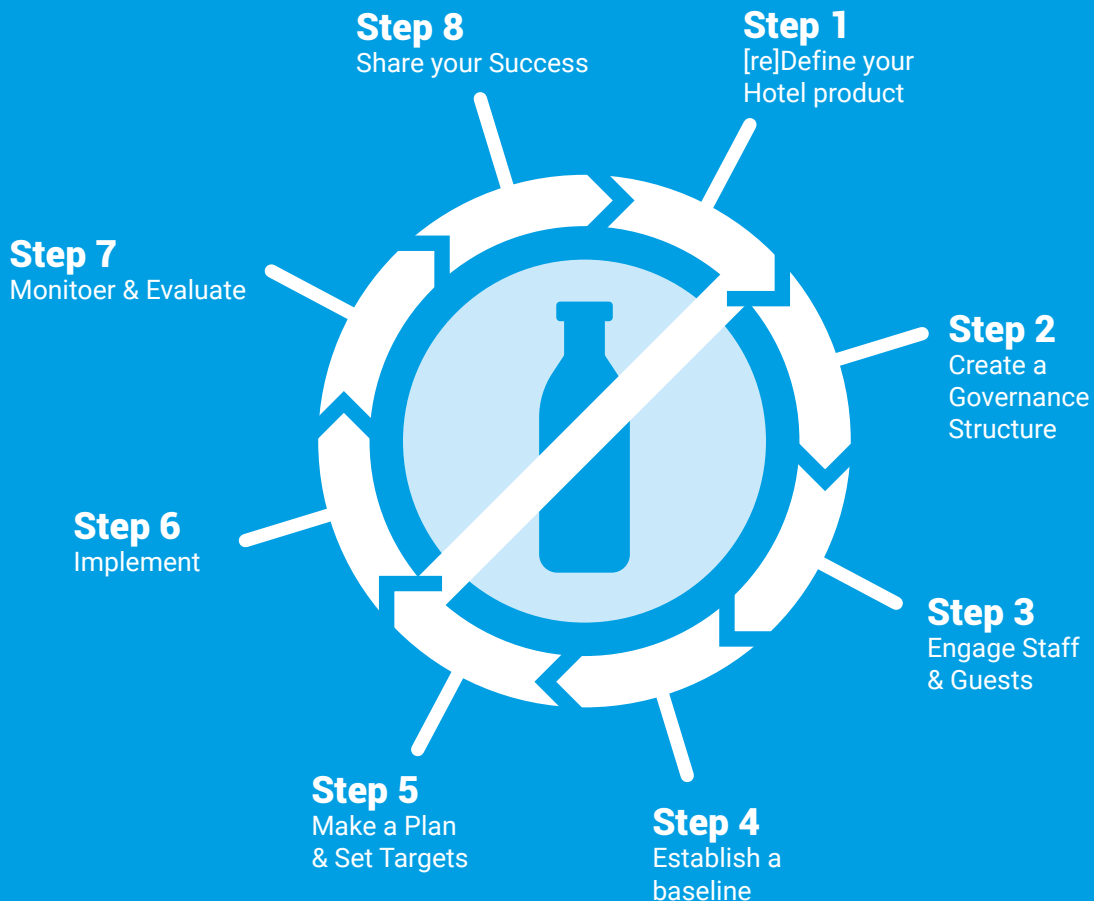 Step 1
[re]Define your
Hotel product
Step 2
Create a
Governance
Structure
Step 3
Engage Staff
& Guests
Step 4
Establish a
baseline
Step 5
Make a Plan
& Set Targets
Step 6
Implement
Step 7
Monitoer & Evaluate
Step 8
Share your Success